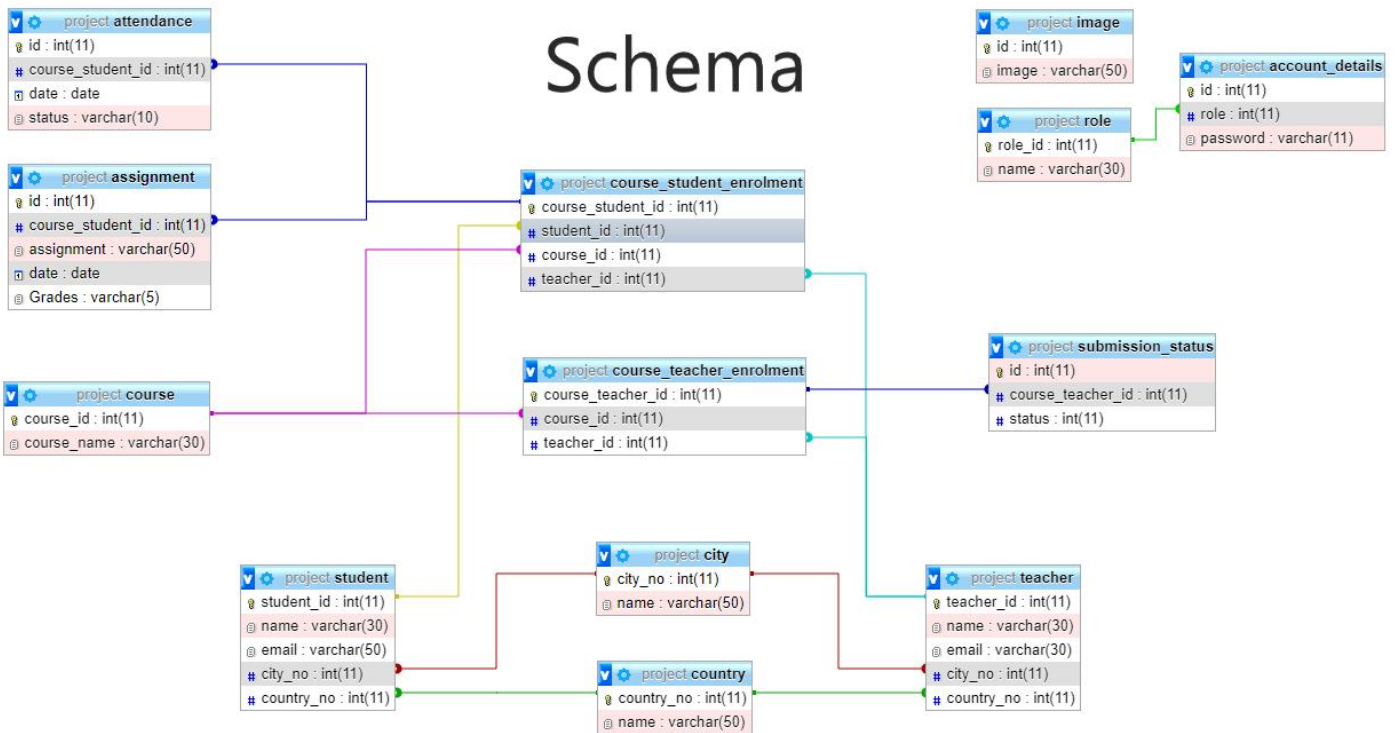 Schema
project attendance
id : int(11)
course_student_id : int(11)
date : date
status : varchar(10)
project assignment
id : int(11)
course_student_id : int(11)
assignment : varchar(50)
date : date
Grades : varchar(5)
project course
course_id : int(11)
course_name : varchar(30)
project course_student_enrolment
course_student_id : int(11)
student_id : int(11)
course_id : int(11)
teacher_id : int(11)
project course_teacher_enrolment
course_teacher_id : int(11)
course_id : int(11)
teacher_id : int(11)
project image
id : int(11)
image : varchar(50)
project role
role_id : int(11)
name : varchar(30)
project account_details
id : int(11)
role : int(11)
password : varchar(11)
project submission_status
id : int(11)
course_teacher_id : int(11)
status : int(11)
project student
student_id : int(11)
name : varchar(30)
email : varchar(50)
city_no : int(11)
country_no : int(11)
project city
city_no : int(11)
name : varchar(50)
project country
country_no : int(11)
name : varchar(50)
project teacher
teacher_id : int(11)
name : varchar(30)
email : varchar(30)
city_no : int(11)
country_no : int(11)